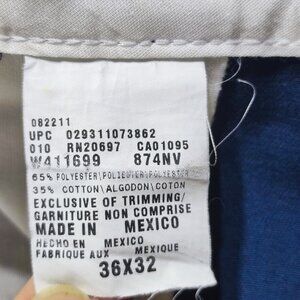 082211
UPC 029311073862
010 RN20697 CA01095
W411699 874NV
65% POLYESTER\POLIESTER\POLYESTER
35% COTTON\ALGODON\COTON
EXCLUSIVE OF TRIMMING/
GARNITURE NON COMPRISE
MADE IN MEXICO
HECHO EN MEXICO
FABRIQUE AUX MEXIQUE
36X32